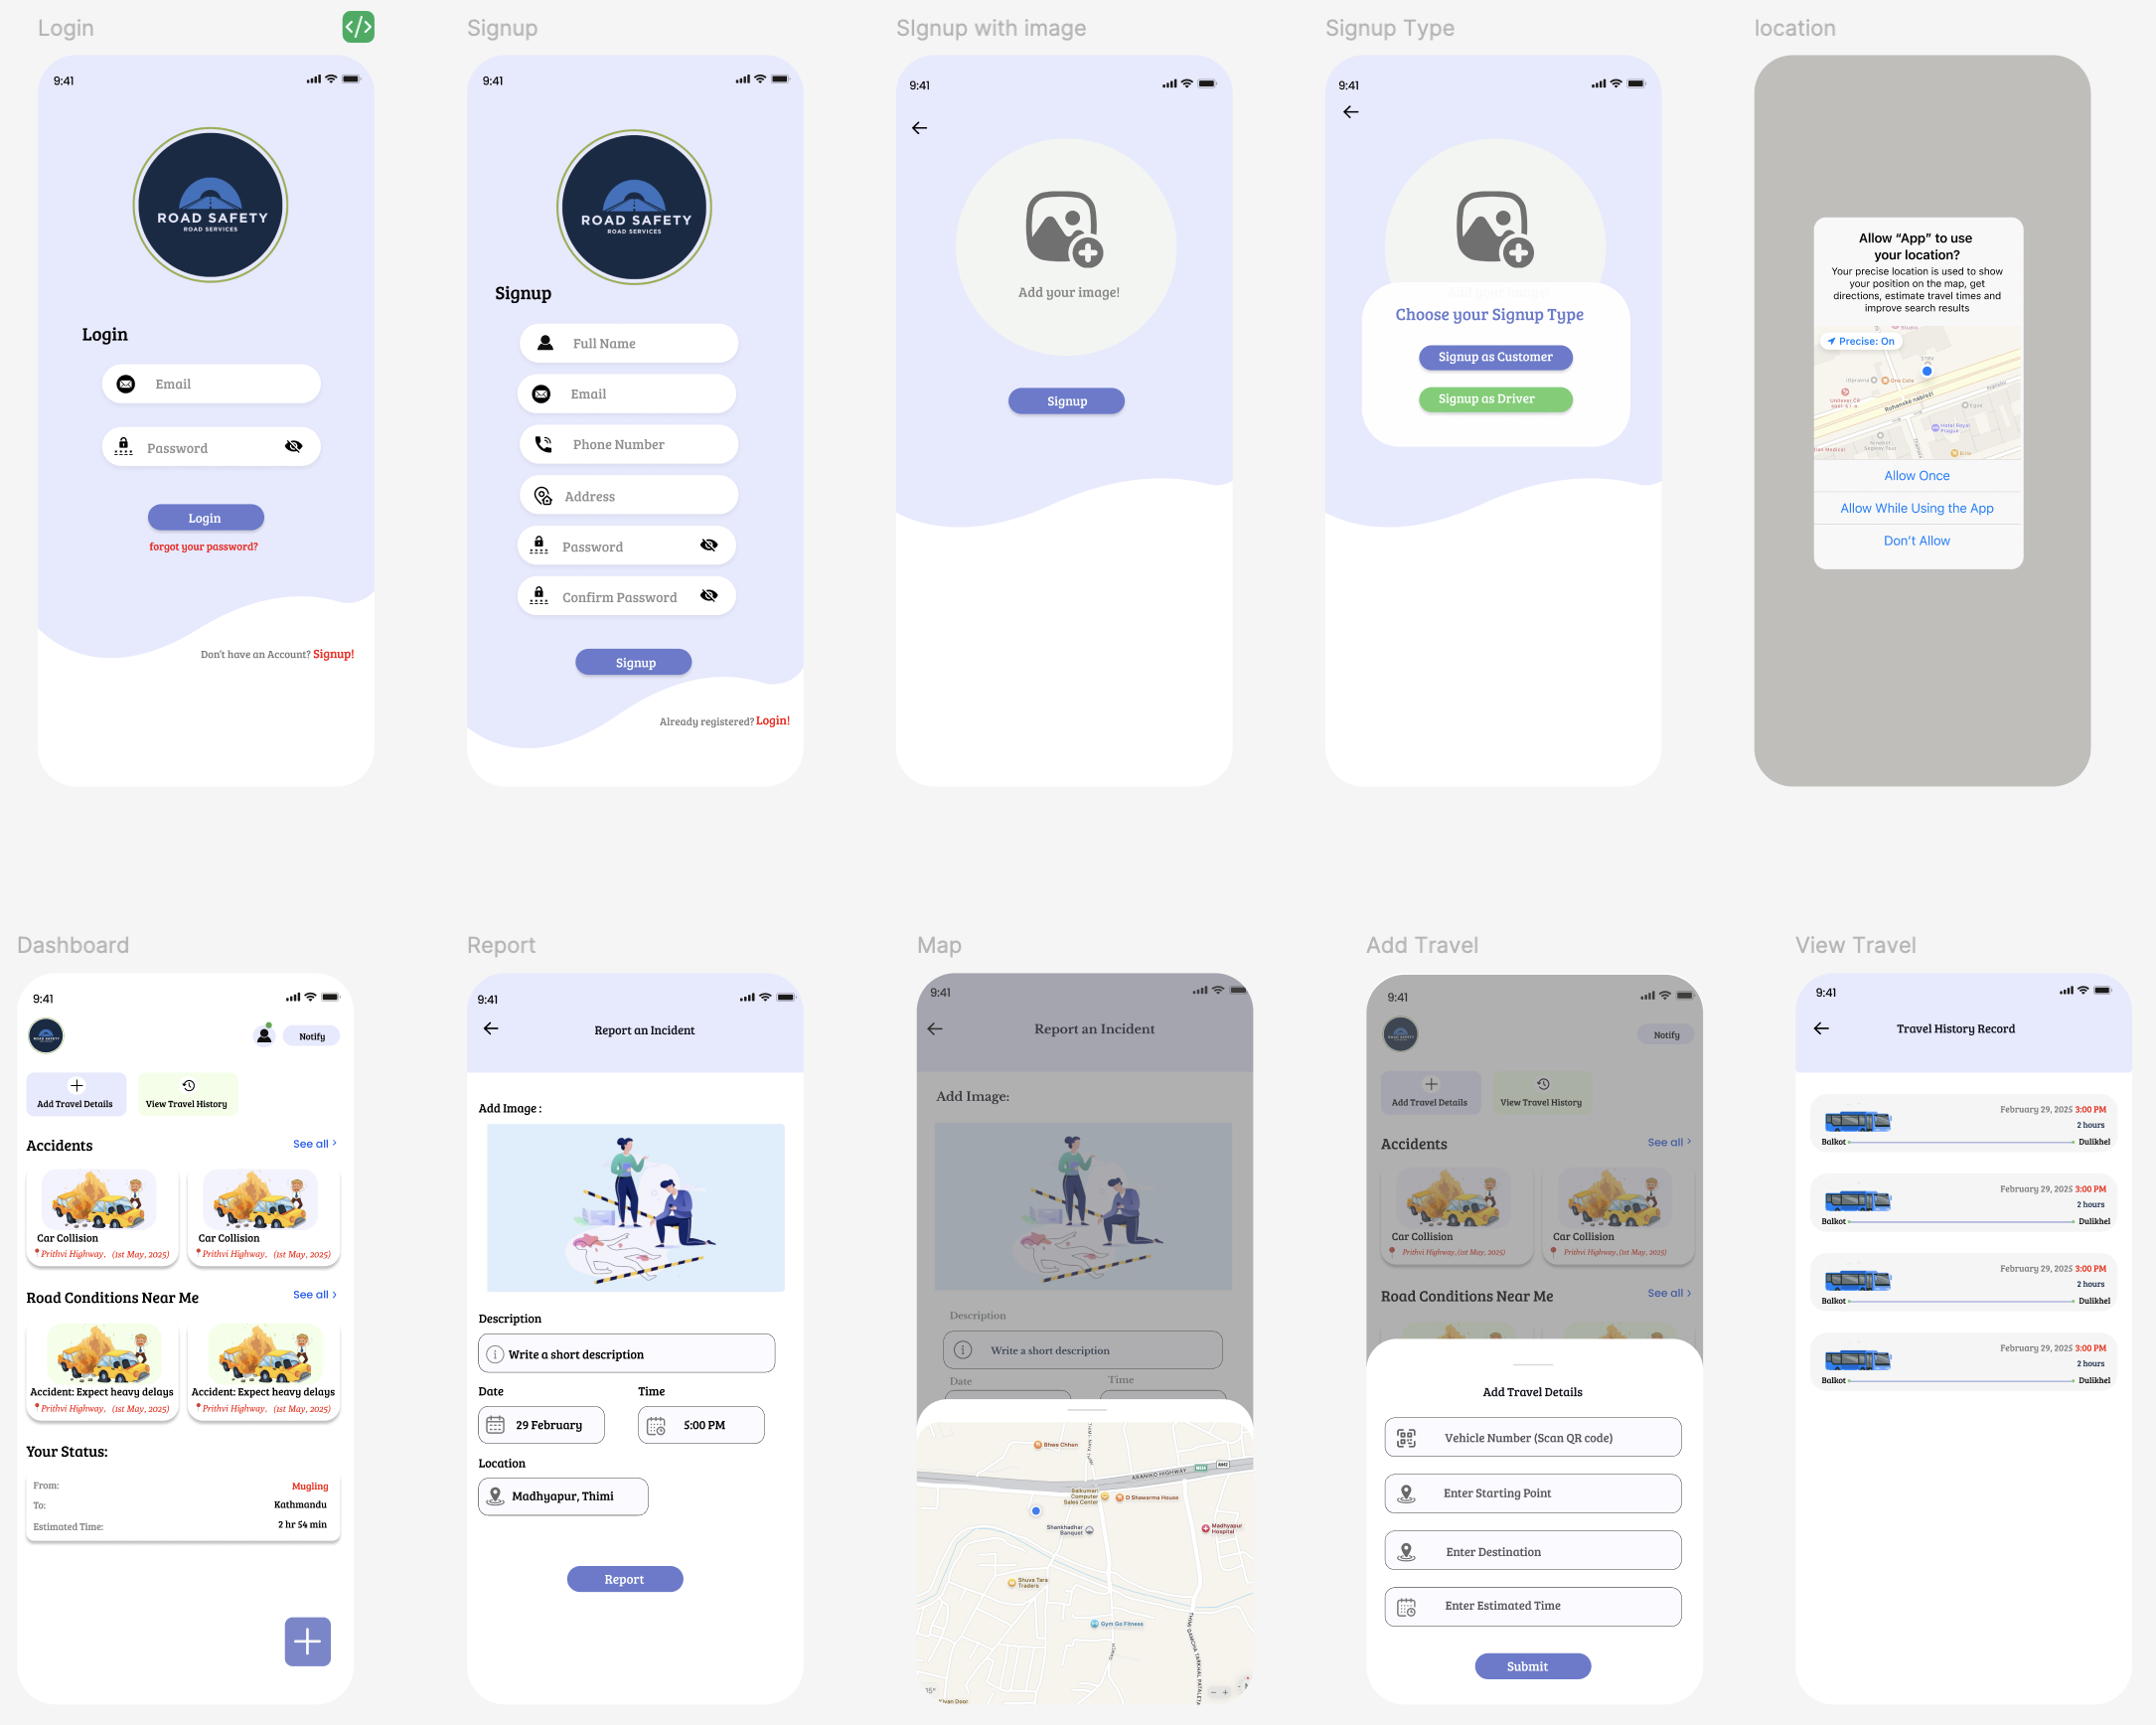 Login
Signup
SIgnup with image
Signup Type
location
9:41
ROAD SAFETY
ROAD SERVICES
Login
Email
Password
Login
forgot your password?
Don't have an Account? Signup!
9:41
ROAD SAFETY
ROAD SERVICES
Signup
Full Name
Email
Phone Number
Address
Password
Confirm Password
Signup
Already registered? Login!
9:41
Add your image!
Signup
9:41
Add your image!
Choose your Signup Type
Signup as Customer
Signup as Driver
Allow “App” to use
your location?
Your precise location is used to show
your position on the map, get
directions, estimate travel times and
improve search results
Precise: On
Allow Once
Allow While Using the App
Don’t Allow
Dashboard
Report
Map
Add Travel
View Travel
9:41
ROAD SAFETY
Notify
Add Travel Details
View Travel History
Accidents
See all
Car Collision
Prithvi Highway, (1st May, 2025)
Car Collision
Prithvi Highway, (1st May, 2025)
Road Conditions Near Me
See all
Accident: Expect heavy delays
Prithvi Highway, (1st May, 2025)
Accident: Expect heavy delays
Prithvi Highway, (1st May, 2025)
Your Status:
From: Mugling
To: Kathmandu
Estimated Time: 2 hr 54 min
9:41
Report an Incident
Add Image :
Description
Write a short description
Date
Time
29 February
5:00 PM
Location
Madhyapur, Thimi
Report
9:41
Report an Incident
Add Image:
Description
Write a short description
Date
Time
Bhwe Chhen
ARANIKO HIGHWAY
Balkumari
Computer
Sales Center
D Shawarma House
Shankhadhar
Banquet
Madhyapur
Hospital
Shuva Tara
Traders
Gym Go Fitness
9:41
ROAD SAFETY
Notify
Add Travel Details
View Travel History
Accidents
See all
Car Collision
Prithvi Highway, (1st May, 2025)
Car Collision
Prithvi Highway, (1st May, 2025)
Road Conditions Near Me
See all
Add Travel Details
Vehicle Number (Scan QR code)
Enter Starting Point
Enter Destination
Enter Estimated Time
Submit
9:41
Travel History Record
February 29, 2025 3:00 PM
2 hours
Balkot
Dulikhel
February 29, 2025 3:00 PM
2 hours
Balkot
Dulikhel
February 29, 2025 3:00 PM
2 hours
Balkot
Dulikhel
February 29, 2025 3:00 PM
2 hours
Balkot
Dulikhel